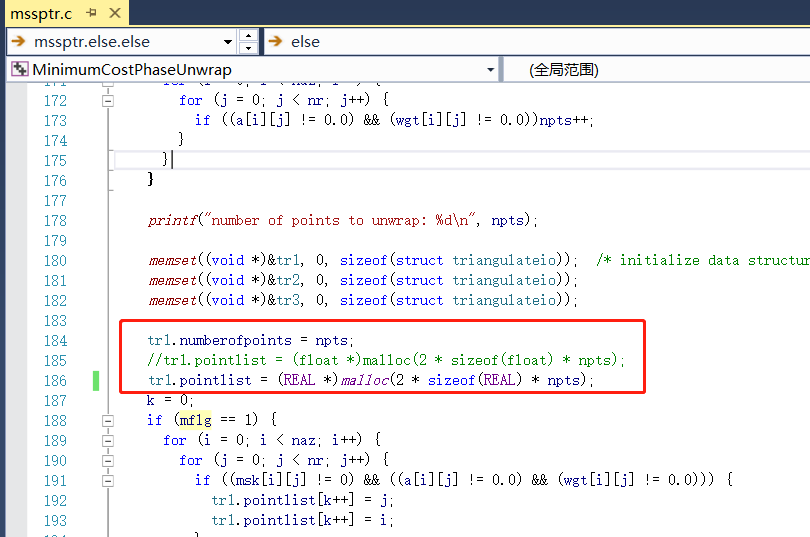 mssptr.c
mssptr.else.else
else
MinimumCostPhaseUnwrap
(全局范围)
172 for (j = 0; j < nr; j++) {
173 if ((a[i][j] != 0.0) && (wgt[i][j] != 0.0))npts++;
174 }
175 }
176 }
177
178 printf("number of points to unwrap: %d\n", npts);
179
180 memset((void *)&tr1, 0, sizeof(struct triangulateio)); /* initialize data structur
181 memset((void *)&tr2, 0, sizeof(struct triangulateio));
182 memset((void *)&tr3, 0, sizeof(struct triangulateio));
183
184 tr1.numberofpoints = npts;
185 //tr1.pointlist = (float *)malloc(2 * sizeof(float) * npts);
186 tr1.pointlist = (REAL *)malloc(2 * sizeof(REAL) * npts);
187 k = 0;
188 if (mflg == 1) {
189 for (i = 0; i < naz; i++) {
190 for (j = 0; j < nr; j++) {
191 if ((msk[i][j] != 0) && ((a[i][j] != 0.0) && (wgt[i][j] != 0.0))) {
192 tr1.pointlist[k++] = j;
193 tr1.pointlist[k++] = i;